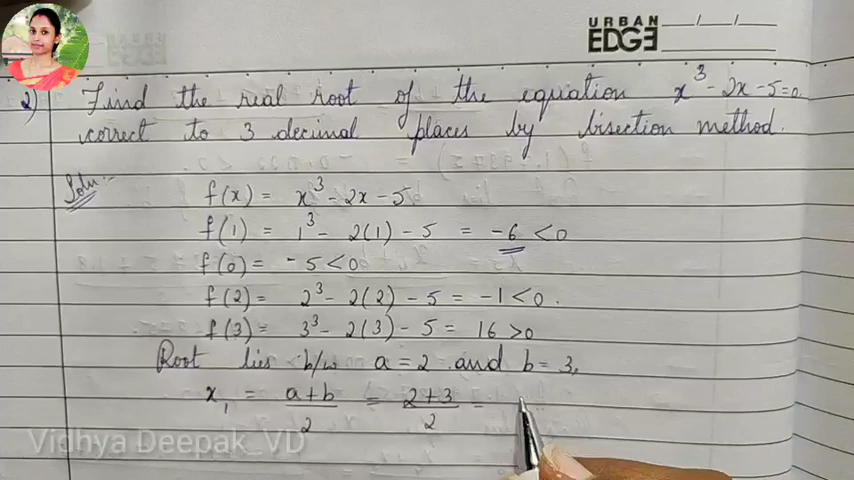 URBAN
EDGE
2) Find the real root of the equation x³ - 2x - 5 = 0.
correct to 3 decimal places by bisection method.
Soln:-
f(x) = x³ - 2x - 5
f(1) = 1³ - 2(1) - 5 = -6 < 0
f(0) = -5 < 0
f(2) = 2³ - 2(2) - 5 = -1 < 0.
f(3) = 3³ - 2(3) - 5 = 16 > 0
Root lies b/w a = 2 and b = 3,
x₁ = a+b/2 = 2+3/2 =
Vidhya Deepak_VD